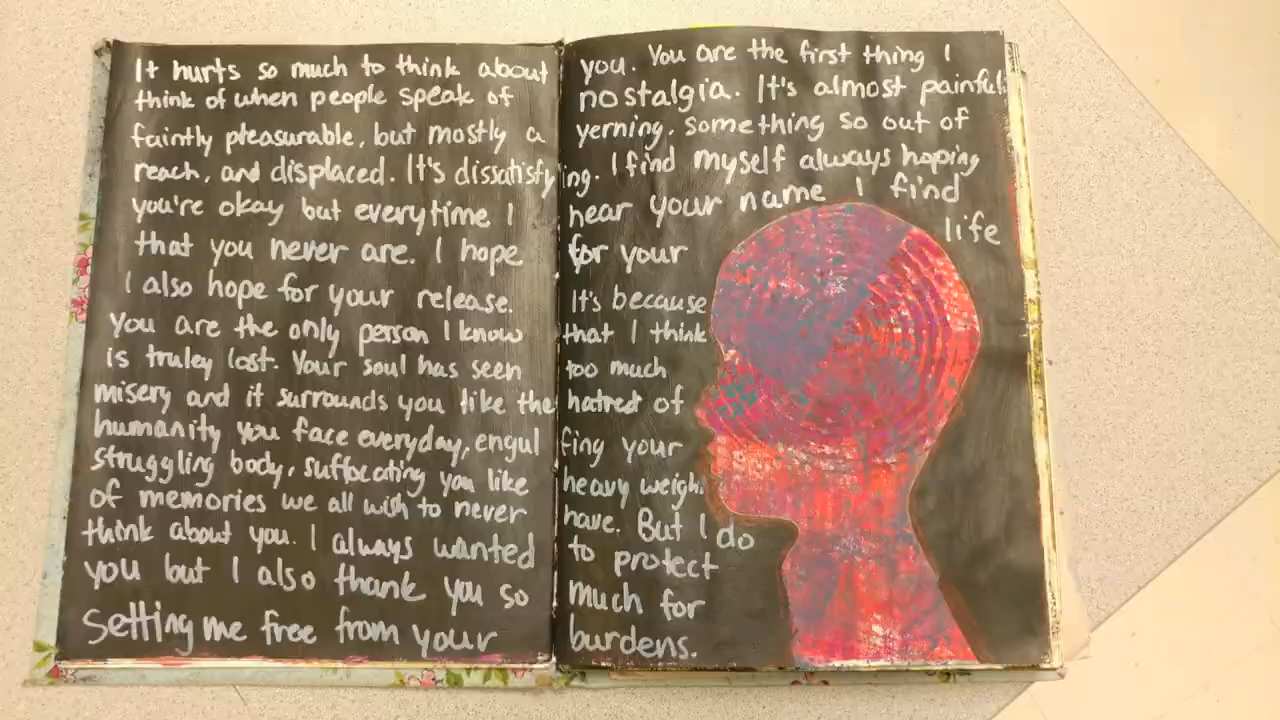 It hurts so much to think about you. You are the first thing I
think of when people speak of nostalgia. It's almost painful,
faintly pleasurable, but mostly a yerning. something so out of
reach, and displaced. It's dissatisfying. I find myself always hoping
you're okay but everytime I hear your name I find
that you never are. I hope for your life
I also hope for your release. It's because
You are the only person I know that I think
is truley lost. Your soul has seen too much
misery and it surrounds you like the hatred of
humanity you face everyday, engulfing your
struggling body, suffocating you like heavy weigh
of memories we all wish to never have. But I do
think about you. I always wanted to protect
you but I also thank you so much for
Setting me free from your burdens.